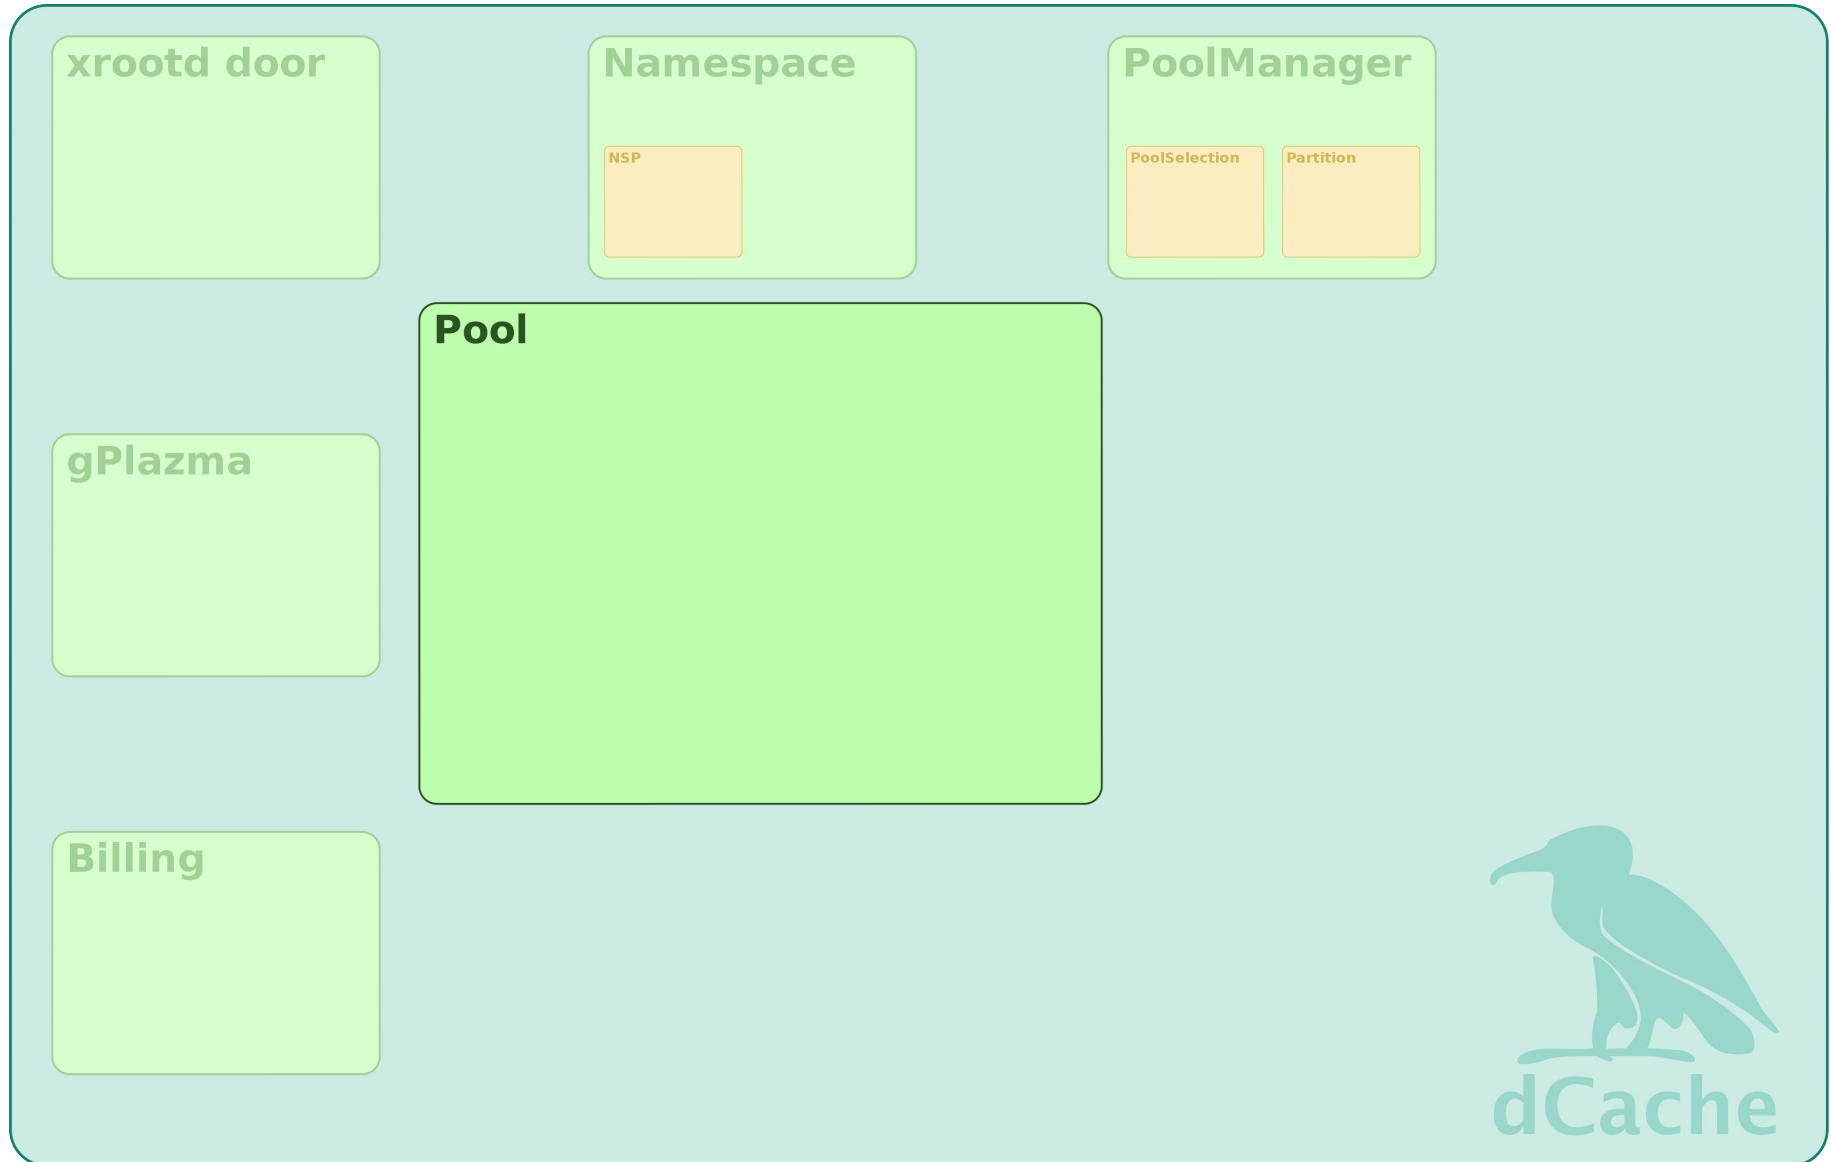 xrootd door
Namespace
PoolManager
NSP
PoolSelection
Partition
Pool
gPlazma
Billing
dCache